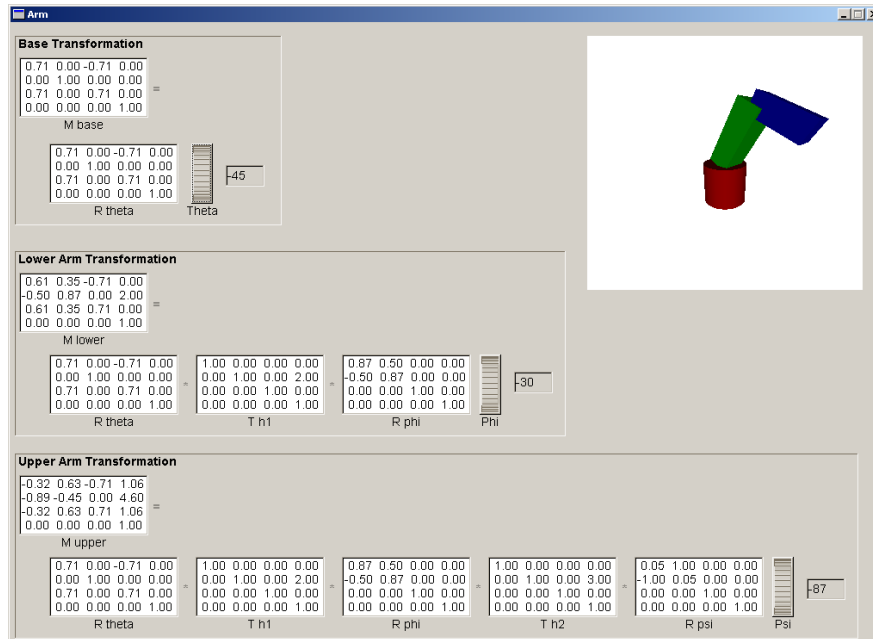 Arm
Base Transformation
0.71 0.00 -0.71 0.00
0.00 1.00 0.00 0.00
0.71 0.00 0.71 0.00
0.00 0.00 0.00 1.00
=
M base
0.71 0.00 -0.71 0.00
0.00 1.00 0.00 0.00
0.71 0.00 0.71 0.00
0.00 0.00 0.00 1.00
-45
R theta Theta
Lower Arm Transformation
0.61 0.35 -0.71 0.00
-0.50 0.87 0.00 2.00
0.61 0.35 0.71 0.00
0.00 0.00 0.00 1.00
=
M lower
0.71 0.00 -0.71 0.00
0.00 1.00 0.00 0.00
0.71 0.00 0.71 0.00
0.00 0.00 0.00 1.00
R theta
*
1.00 0.00 0.00 0.00
0.00 1.00 0.00 2.00
0.00 0.00 1.00 0.00
0.00 0.00 0.00 1.00
T h1
*
0.87 0.50 0.00 0.00
-0.50 0.87 0.00 0.00
0.00 0.00 1.00 0.00
0.00 0.00 0.00 1.00
R phi
Phi
-30
Upper Arm Transformation
-0.32 0.63 -0.71 1.06
-0.89 -0.45 0.00 4.60
-0.32 0.63 0.71 1.06
0.00 0.00 0.00 1.00
=
M upper
0.71 0.00 -0.71 0.00
0.00 1.00 0.00 0.00
0.71 0.00 0.71 0.00
0.00 0.00 0.00 1.00
R theta
*
1.00 0.00 0.00 0.00
0.00 1.00 0.00 2.00
0.00 0.00 1.00 0.00
0.00 0.00 0.00 1.00
T h1
*
0.87 0.50 0.00 0.00
-0.50 0.87 0.00 0.00
0.00 0.00 1.00 0.00
0.00 0.00 0.00 1.00
R phi
*
1.00 0.00 0.00 0.00
0.00 1.00 0.00 3.00
0.00 0.00 1.00 0.00
0.00 0.00 0.00 1.00
T h2
*
0.05 1.00 0.00 0.00
-1.00 0.05 0.00 0.00
0.00 0.00 1.00 0.00
0.00 0.00 0.00 1.00
R psi
Psi
-87